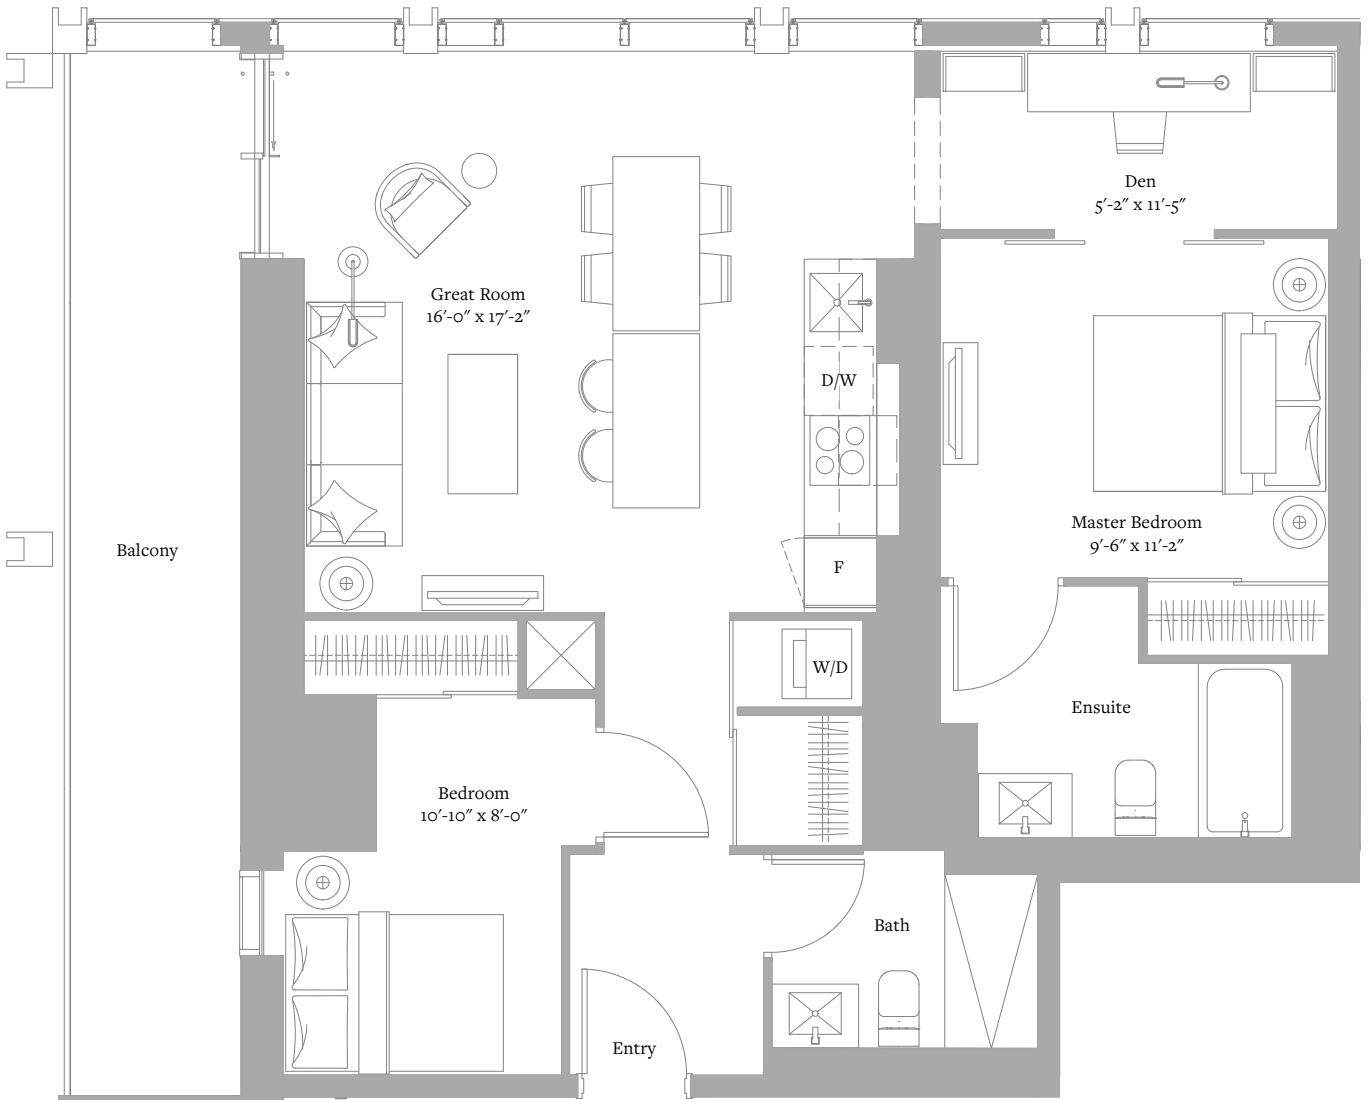 Den
5'-2" x 11'-5"
Great Room
16'-0" x 17'-2"
D/W
Master Bedroom
9'-6" x 11'-2"
Balcony
F
W/D
Ensuite
Bedroom
10'-10" x 8'-0"
Bath
Entry